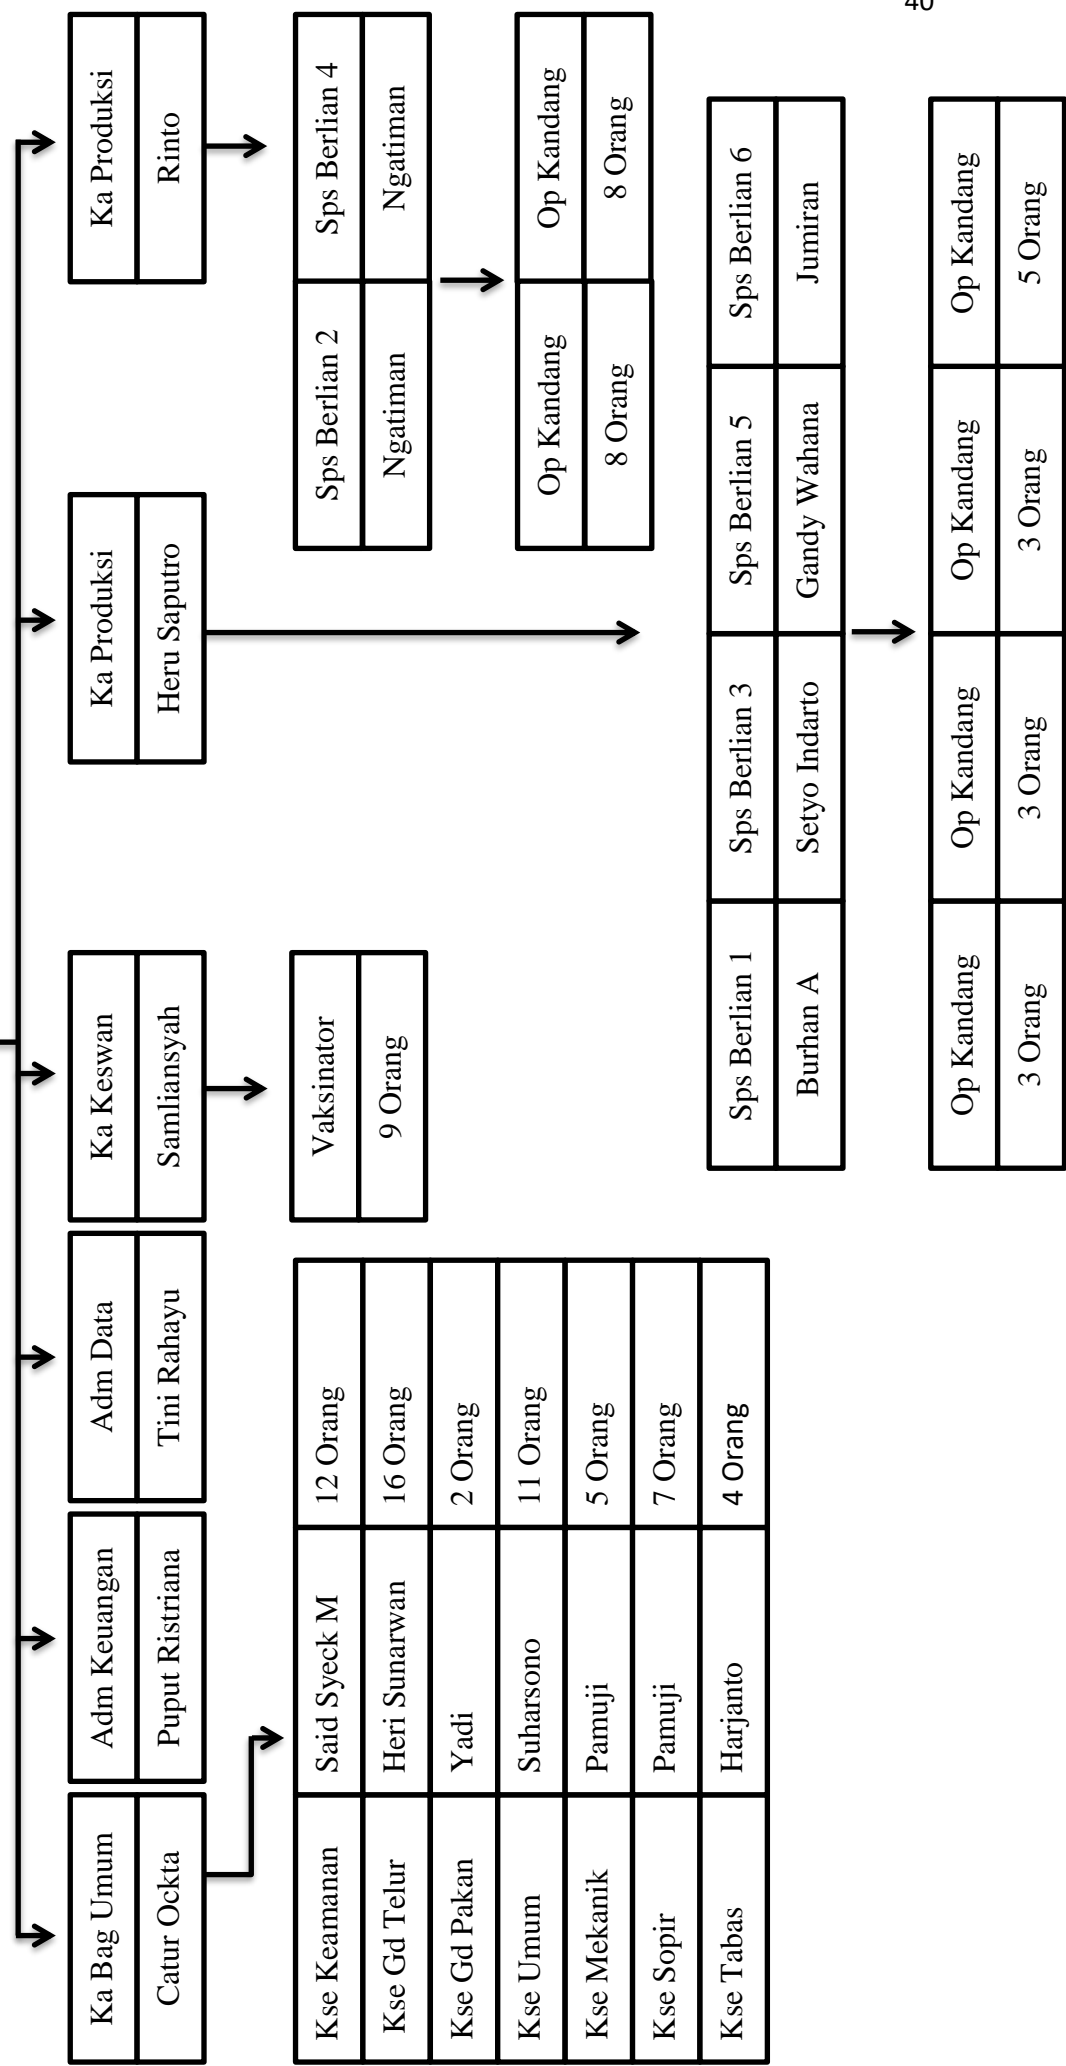 40
Ka Bag Umum
Catur Ockta
Adm Keuangan
Puput Ristriana
Adm Data
Tini Rahayu
Ka Keswan
Samliansyah
Ka Produksi
Heru Saputro
Ka Produksi
Rinto
Kse Keamanan Said Syeck M 12 Orang
Kse Gd Telur Heri Sunarwan 16 Orang
Kse Gd Pakan Yadi 2 Orang
Kse Umum Suharsono 11 Orang
Kse Mekanik Pamuji 5 Orang
Kse Sopir Pamuji 7 Orang
Kse Tabas Harjanto 4 Orang
Vaksinator
9 Orang
Sps Berlian 2 Sps Berlian 4
Ngatiman Ngatiman
Op Kandang Op Kandang
8 Orang 8 Orang
Sps Berlian 1 Sps Berlian 3 Sps Berlian 5 Sps Berlian 6
Burhan A Setyo Indarto Gandy Wahana Jumiran
Op Kandang Op Kandang Op Kandang Op Kandang
3 Orang 3 Orang 3 Orang 5 Orang